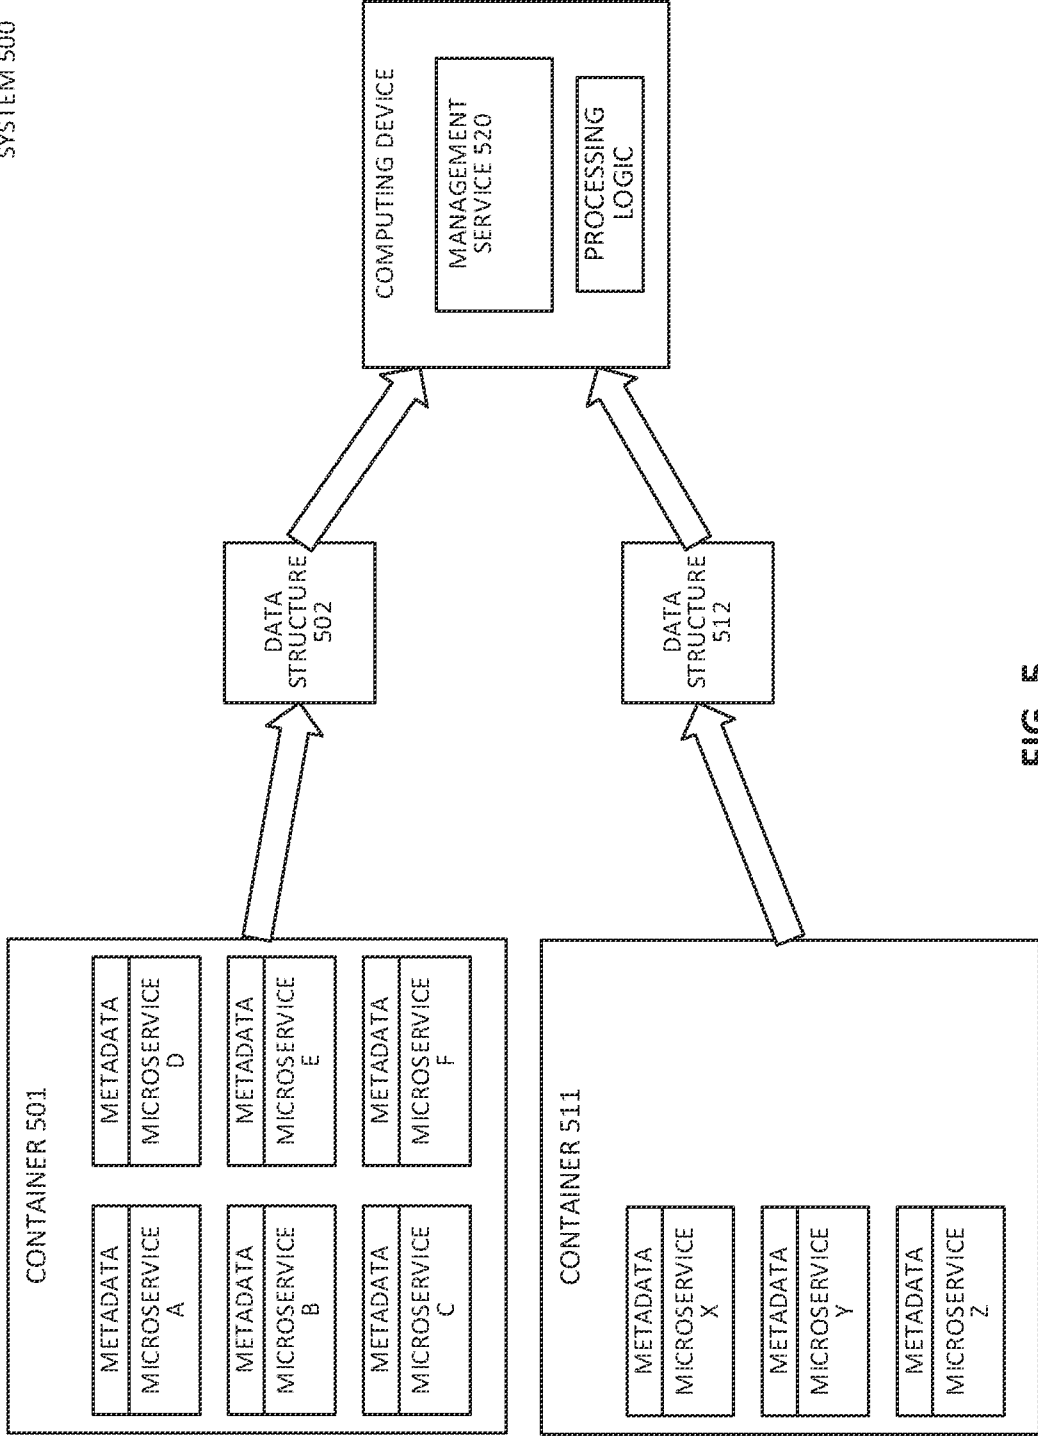 SYSTEM 500
CONTAINER 501
METADATA
MICROSERVICE
A
METADATA
MICROSERVICE
D
METADATA
MICROSERVICE
B
METADATA
MICROSERVICE
E
METADATA
MICROSERVICE
C
METADATA
MICROSERVICE
F
DATA
STRUCTURE
502
COMPUTING DEVICE
MANAGEMENT
SERVICE 520
PROCESSING
LOGIC
CONTAINER 511
METADATA
MICROSERVICE
X
METADATA
MICROSERVICE
Y
METADATA
MICROSERVICE
Z
DATA
STRUCTURE
512
FIG. 5